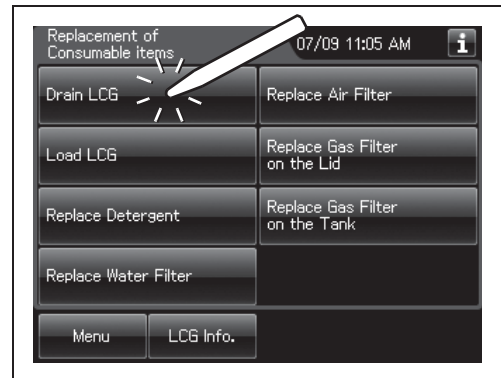 Replacement of
Consumable items
07/09 11:05 AM
i
Drain LCG
Replace Air Filter
Load LCG
Replace Gas Filter
on the Lid
Replace Detergent
Replace Gas Filter
on the Tank
Replace Water Filter
Menu
LCG Info.